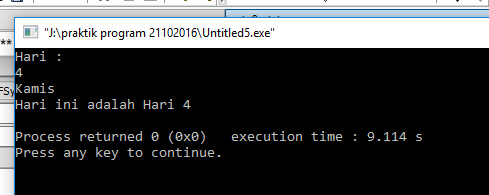 "J:\praktik program 21102016\Untitled5.exe"
**
FSy
Hari :
4
Kamis
Hari ini adalah Hari 4
Process returned 0 (0x0)   execution time : 9.114 s
Press any key to continue.